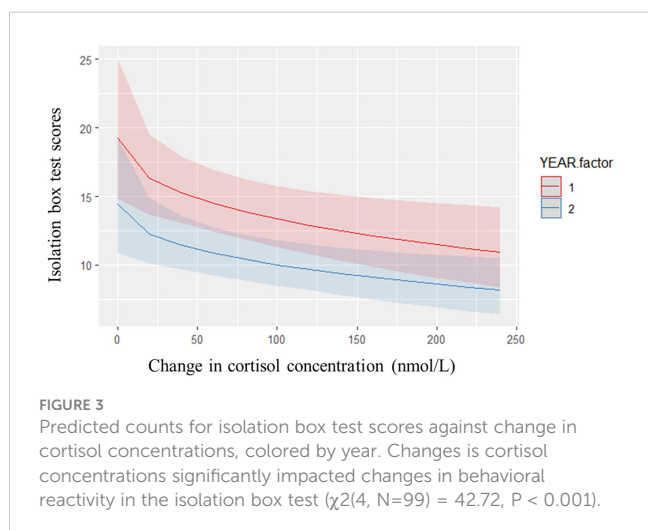 25
20
15
10
Isolation box test scores
0 50 100 150 200 250
Change in cortisol concentration (nmol/L)
YEAR.factor
1
2
FIGURE 3
Predicted counts for isolation box test scores against change in
cortisol concentrations, colored by year. Changes is cortisol
concentrations significantly impacted changes in behavioral
reactivity in the isolation box test (χ2(4, N=99) = 42.72, P < 0.001).